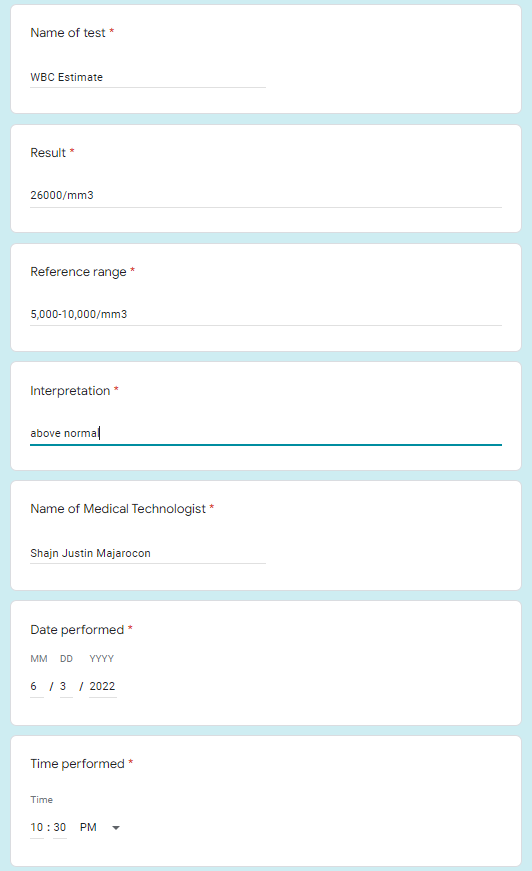 Name of test *
WBC Estimate
Result *
26000/mm3
Reference range *
5,000-10,000/mm3
Interpretation *
above normal
Name of Medical Technologist *
Shajn Justin Majarocon
Date performed *
MM DD YYYY
6 / 3 / 2022
Time performed *
Time
10 : 30 PM